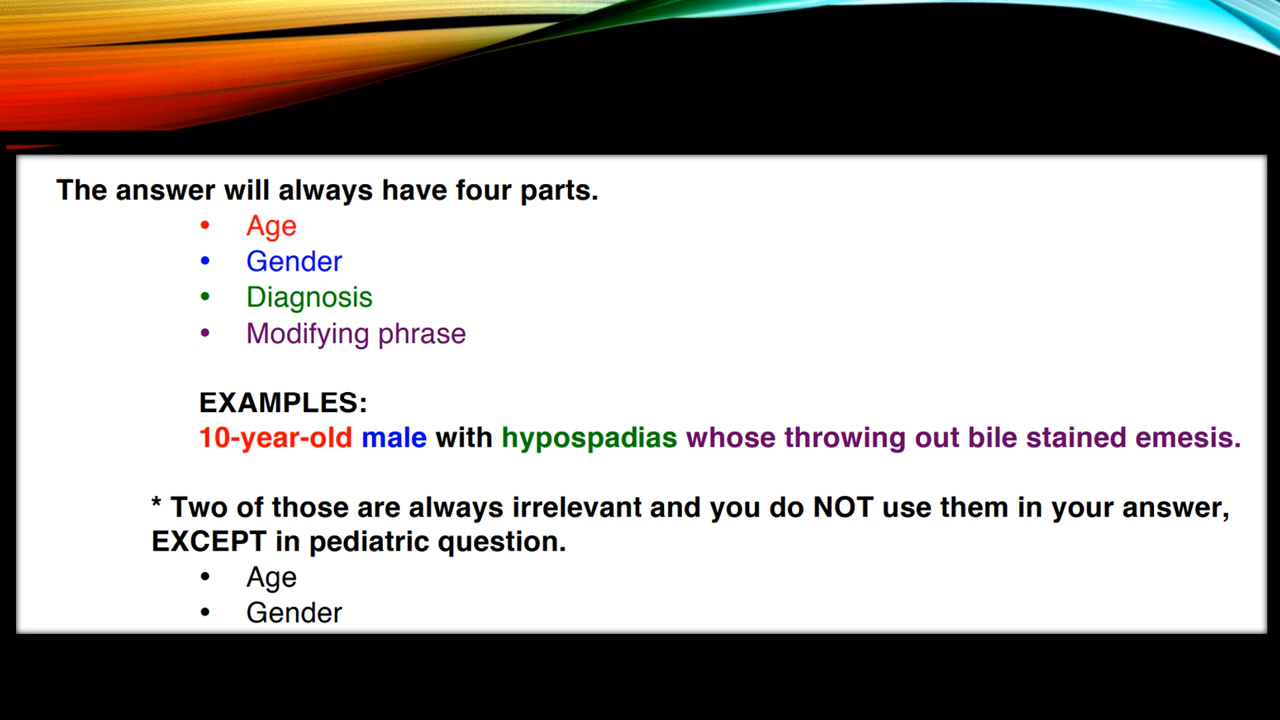 The answer will always have four parts.
• Age
• Gender
• Diagnosis
• Modifying phrase
EXAMPLES:
10-year-old male with hypospadias whose throwing out bile stained emesis.
* Two of those are always irrelevant and you do NOT use them in your answer,
EXCEPT in pediatric question.
• Age
• Gender